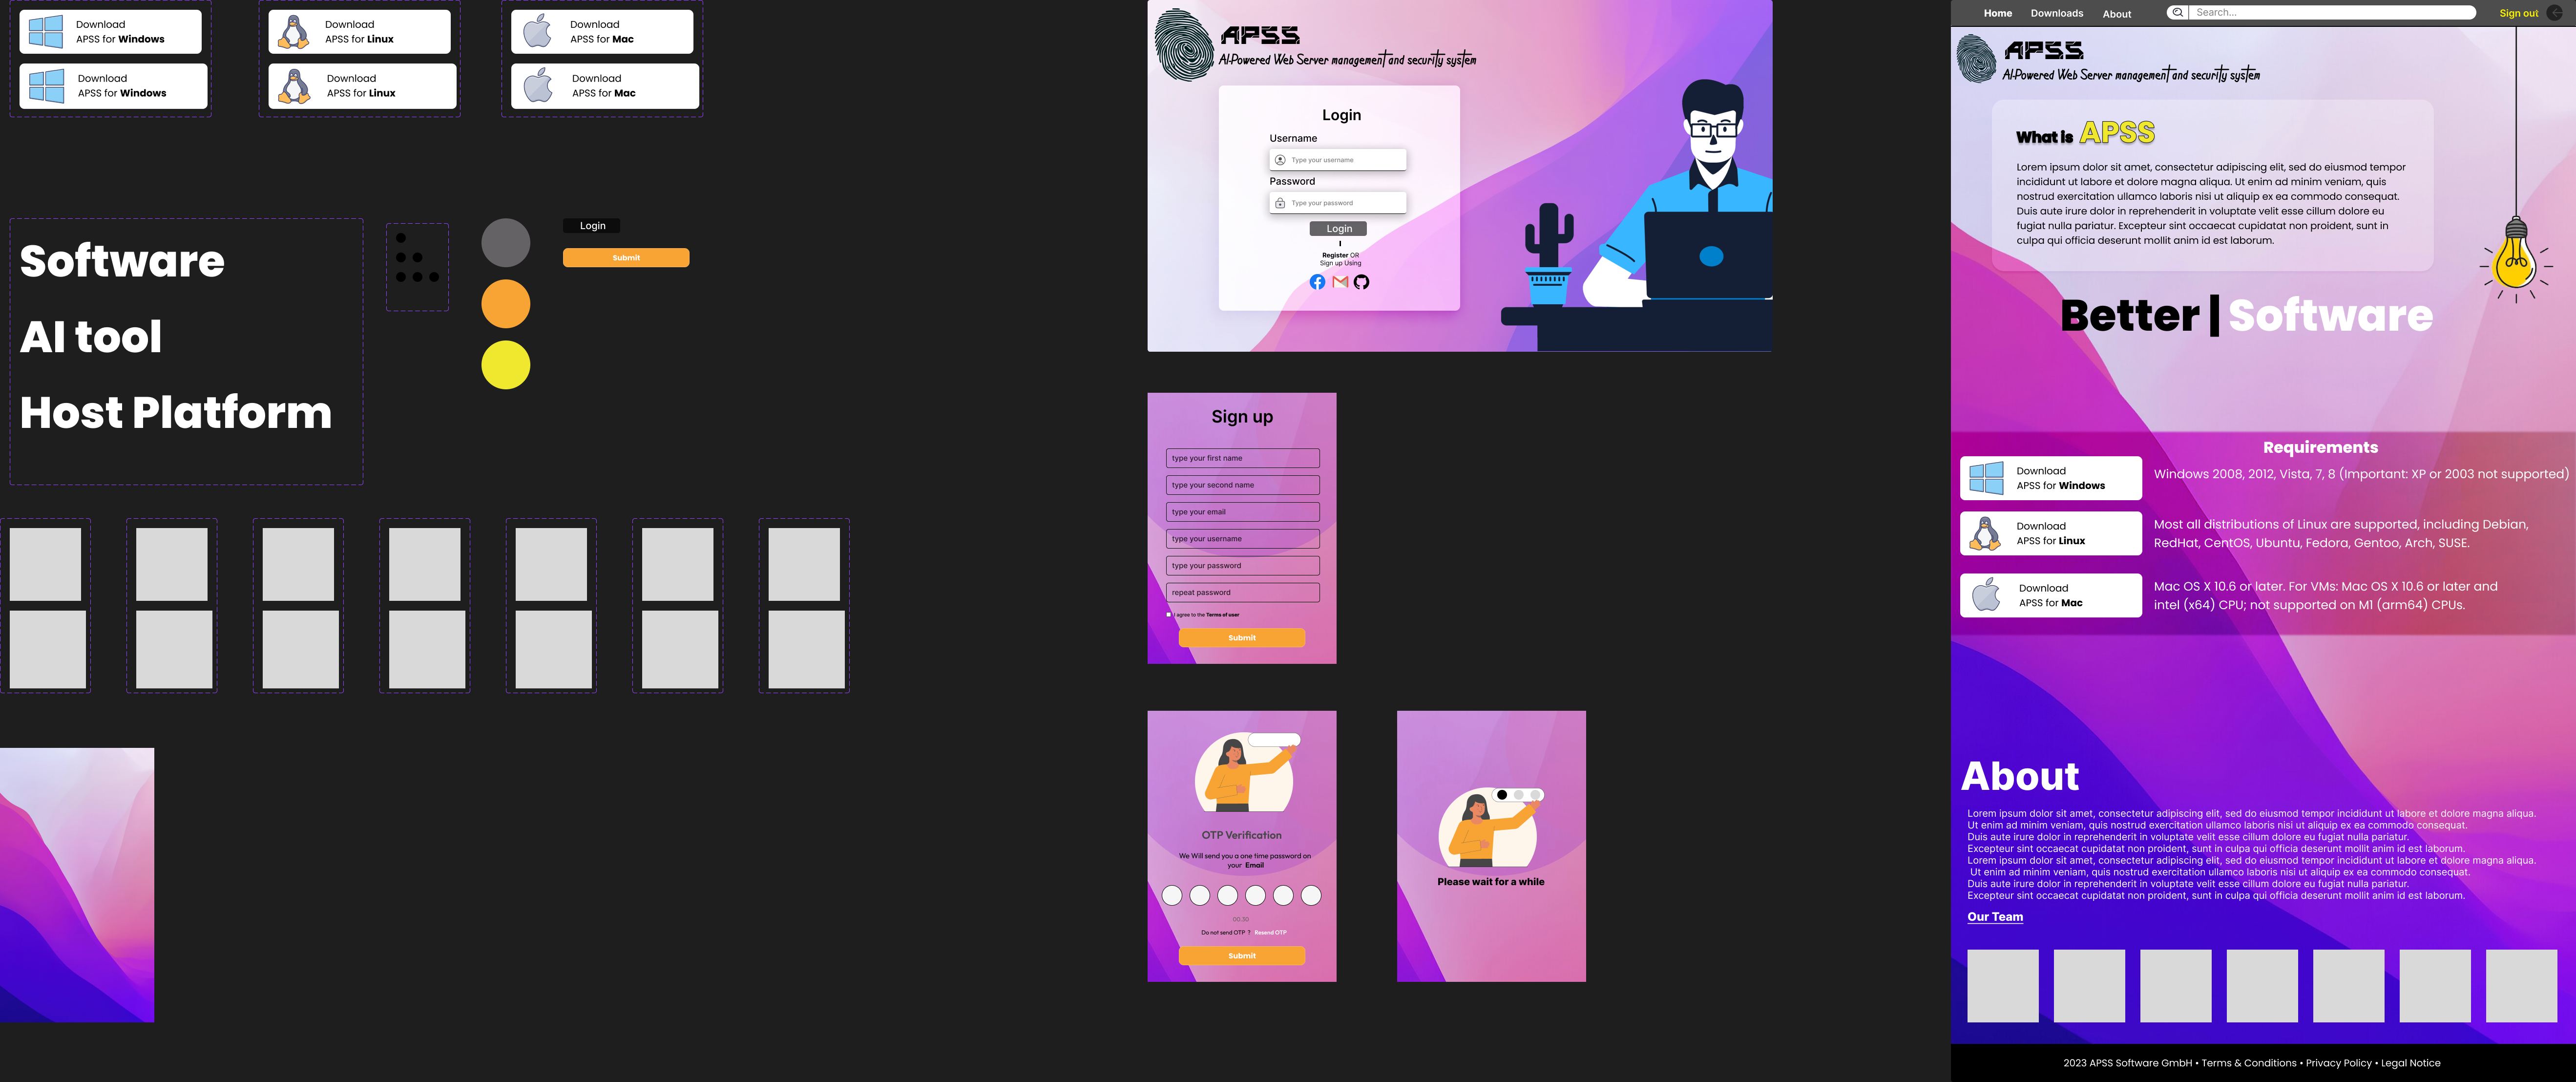 Download
APSS for Windows
Download
APSS for Windows
Download
APSS for Linux
Download
APSS for Linux
Download
APSS for Mac
Download
APSS for Mac
Software
AI tool
Host Platform
Login
Submit
APSS
AI-Powered Web Server management and security system
Login
Username
Type your username
Password
Type your password
Login
Register OR
Sign up Using
Sign up
type your first name
type your second name
type your email
type your username
type your password
repeat password
I agree to the Terms of user
Submit
OTP Verification
We Will send you a one time password on
your Email
00:30
Do not send OTP ? Resend OTP
Submit
Please wait for a while
Home Downloads About Search... Sign out
APSS
AI-Powered Web Server management and security system
What is APSS
Lorem ipsum dolor sit amet, consectetur adipiscing elit, sed do eiusmod tempor
incididunt ut labore et dolore magna aliqua. Ut enim ad minim veniam, quis
nostrud exercitation ullamco laboris nisi ut aliquip ex ea commodo consequat.
Duis aute irure dolor in reprehenderit in voluptate velit esse cillum dolore eu
fugiat nulla pariatur. Excepteur sint occaecat cupidatat non proident, sunt in
culpa qui officia deserunt mollit anim id est laborum.
Better | Software
Requirements
Download
APSS for Windows
Windows 2008, 2012, Vista, 7, 8 (Important: XP or 2003 not supported)
Download
APSS for Linux
Most all distributions of Linux are supported, including Debian,
RedHat, CentOS, Ubuntu, Fedora, Gentoo, Arch, SUSE.
Download
APSS for Mac
Mac OS X 10.6 or later. For VMs: Mac OS X 10.6 or later and
intel (x64) CPU; not supported on M1 (arm64) CPUs.
About
Lorem ipsum dolor sit amet, consectetur adipiscing elit, sed do eiusmod tempor incididunt ut labore et dolore magna aliqua.
Ut enim ad minim veniam, quis nostrud exercitation ullamco laboris nisi ut aliquip ex ea commodo consequat.
Duis aute irure dolor in reprehenderit in voluptate velit esse cillum dolore eu fugiat nulla pariatur.
Excepteur sint occaecat cupidatat non proident, sunt in culpa qui officia deserunt mollit anim id est laborum.
Lorem ipsum dolor sit amet, consectetur adipiscing elit, sed do eiusmod tempor incididunt ut labore et dolore magna aliqua.
Ut enim ad minim veniam, quis nostrud exercitation ullamco laboris nisi ut aliquip ex ea commodo consequat.
Duis aute irure dolor in reprehenderit in voluptate velit esse cillum dolore eu fugiat nulla pariatur.
Excepteur sint occaecat cupidatat non proident, sunt in culpa qui officia deserunt mollit anim id est laborum.
Our Team
2023 APSS Software GmbH • Terms & Conditions • Privacy Policy • Legal Notice